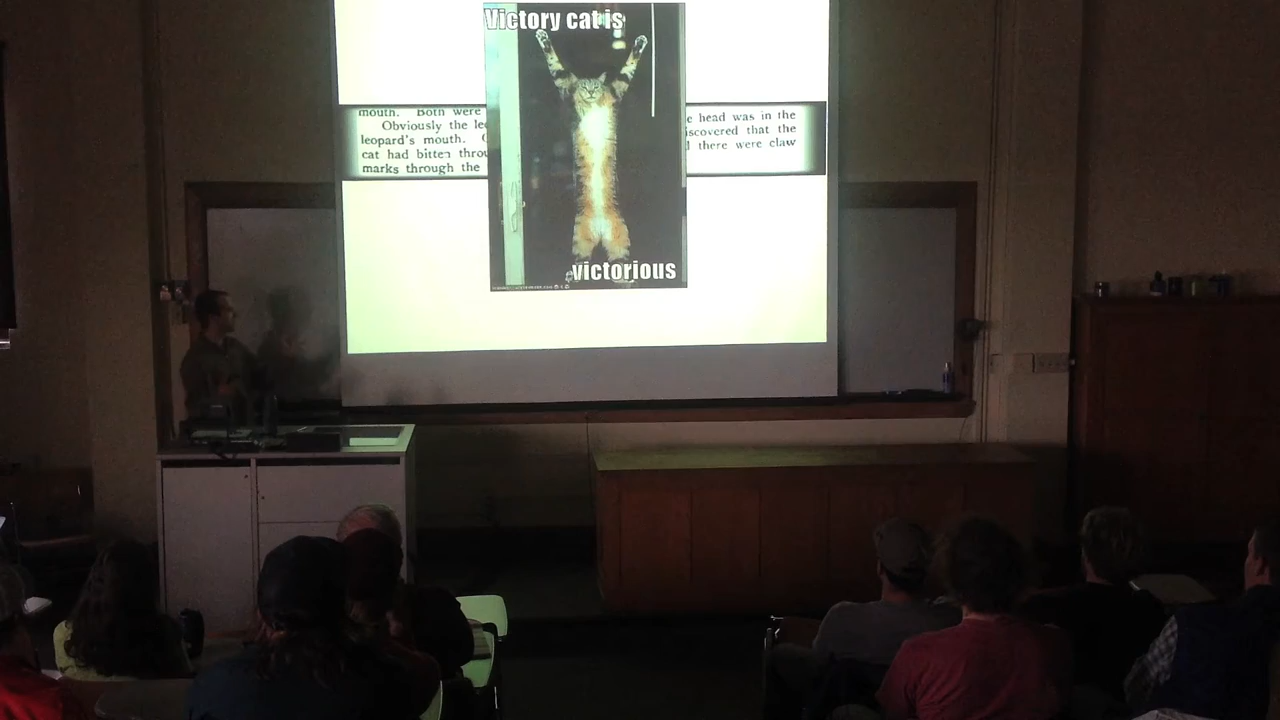 Victory cat is
mouth. Both were
Obviously the le
leopard's mouth.
cat had bitten throu
marks through the
e head was in the
iscovered that the
there were claw
victorious